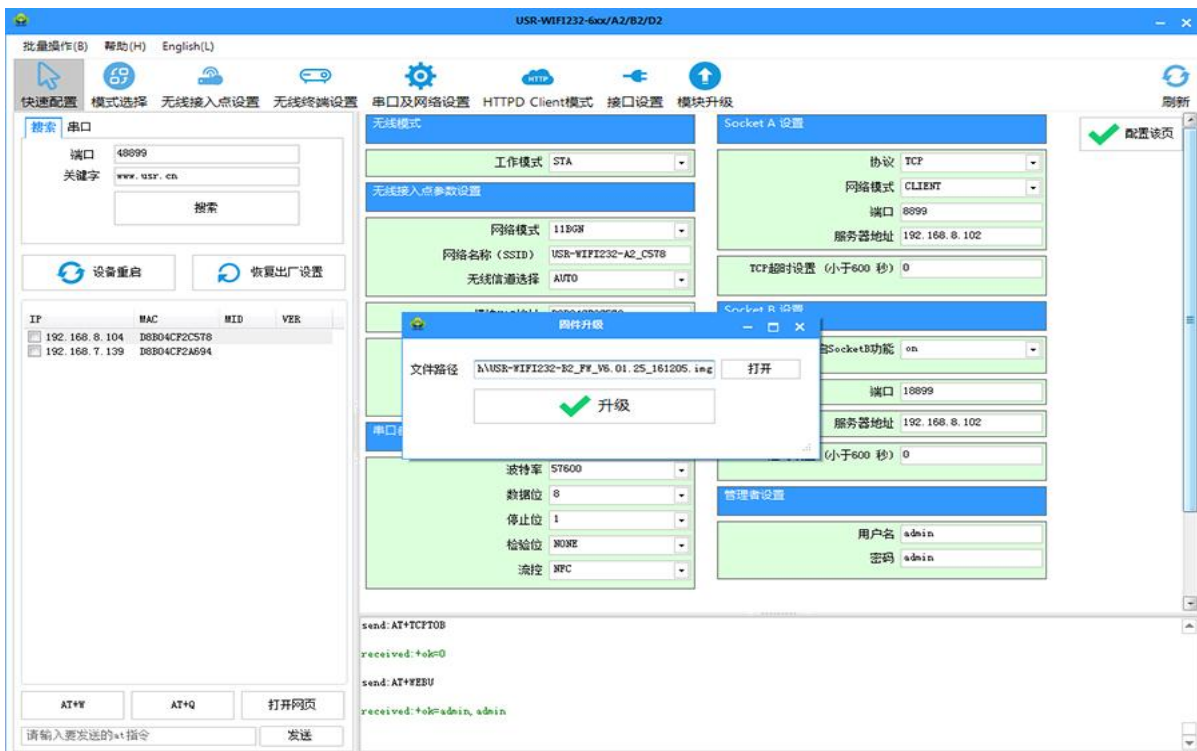 USR-WIFI232-6xx/A2/B2/D2
批量操作(B) 帮助(H) English(L)
快速配置 模式选择 无线接入点设置 无线终端设置 串口及网络设置 HTTPD Client模式 接口设置 模块升级 刷新
搜索 串口
端口 48899
关键字 www.usr.cn
搜索
设备重启 恢复出厂设置
IP MAC MID VER
192.168.8.104 D8B04CF2C578
192.168.7.139 D8B04CF2A694
AT+W AT+Q 打开网页
请输入要发送的at指令 发送
无线模式
工作模式 STA
无线接入点参数设置
网络模式 11BGN
网络名称 (SSID) USR-WIFI232-A2_C578
无线信道选择 AUTO
波特率 57600
数据位 8
停止位 1
检验位 NONE
流控 NFC
Socket A 设置
协议 TCP
网络模式 CLIENT
端口 8899
服务器地址 192.168.8.102
TCP超时设置 (小于600 秒) 0
Socket B 设置
SocketB功能 on
端口 18899
服务器地址 192.168.8.102
(小于600 秒) 0
管理者设置
用户名 admin
密码 admin
配置该页
固件升级
文件路径 h\USR-WIFI232-B2_FW_V6.01.25_161205.img 打开
升级
send:AT+TCPTOB
received:+ok=0
send:AT+WEBU
received:+ok=admin,admin